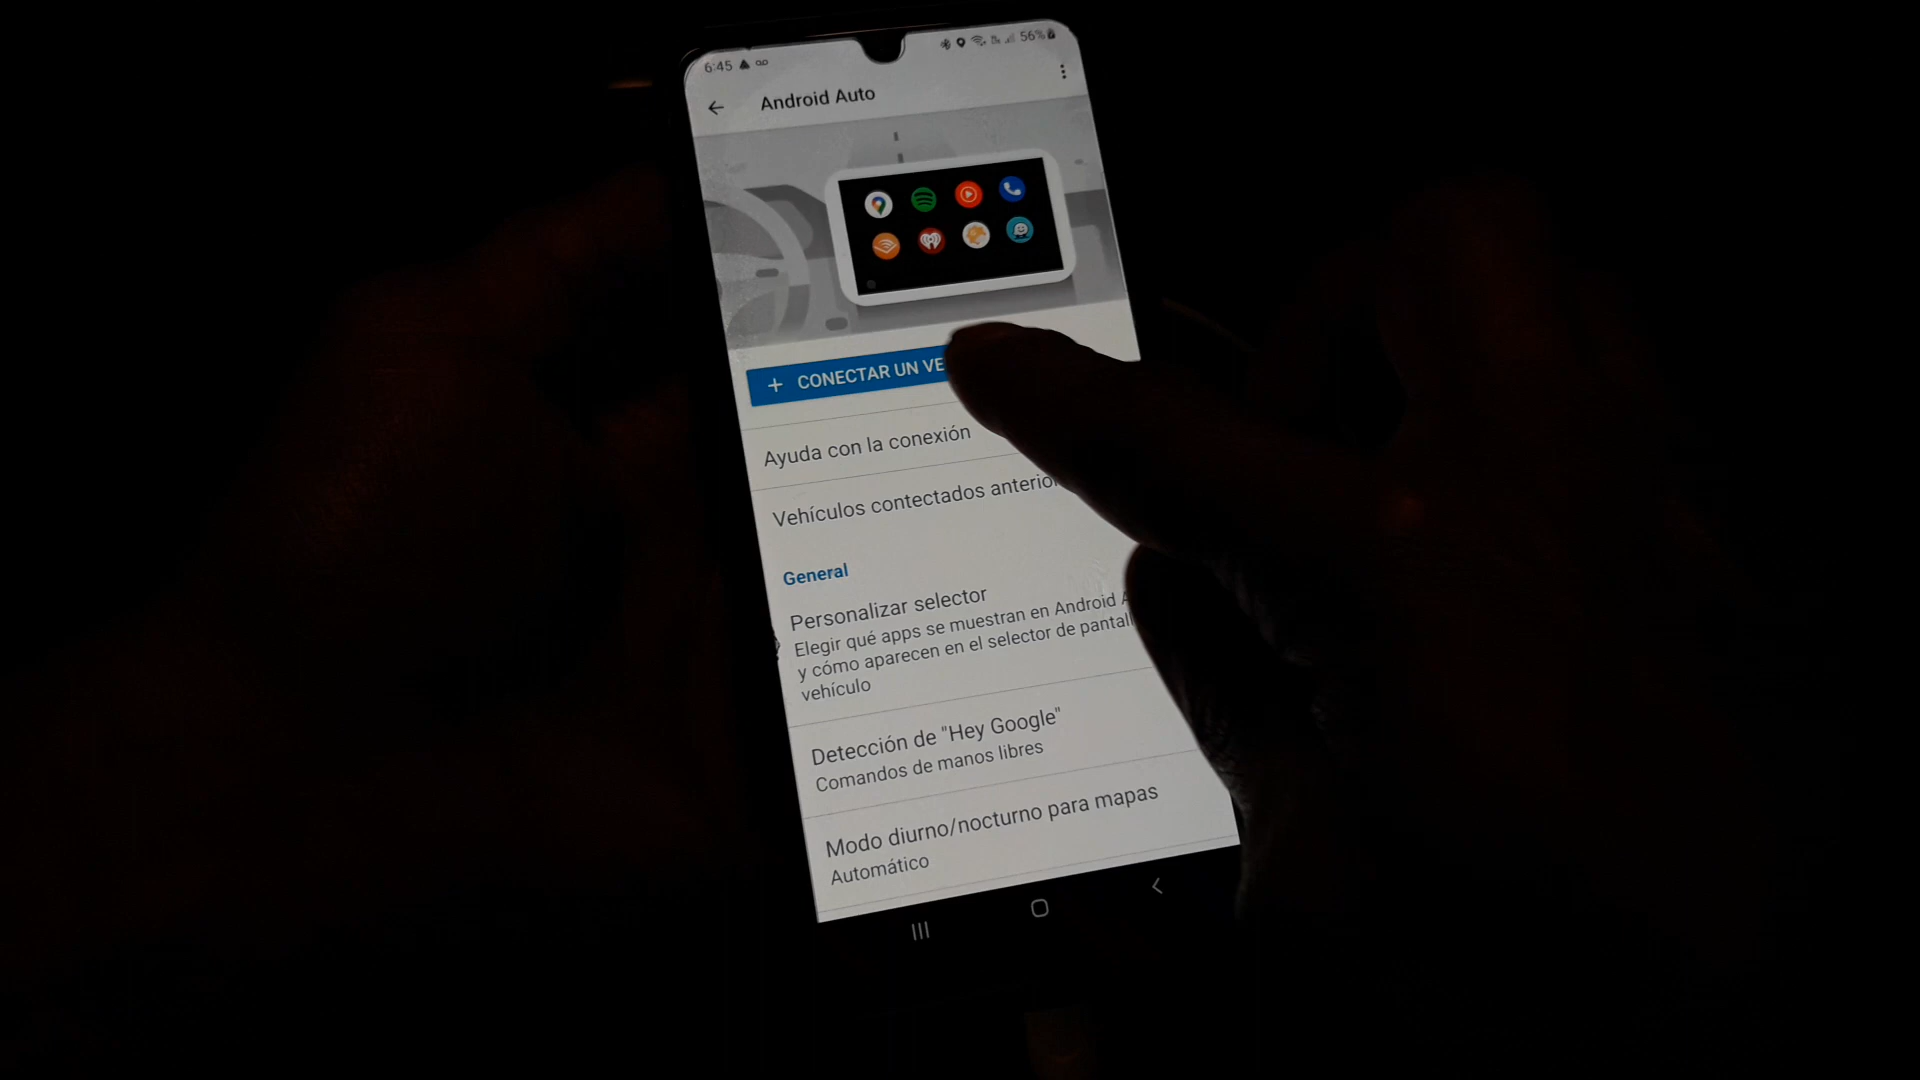 6:45 56%
Android Auto
+ CONECTAR UN VE
Ayuda con la conexión
Vehículos contectados anterior
General
Personalizar selector
Elegir qué apps se muestran en Android A
y cómo aparecen en el selector de pantall
vehículo
Detección de "Hey Google"
Comandos de manos libres
Modo diurno/nocturno para mapas
Automático